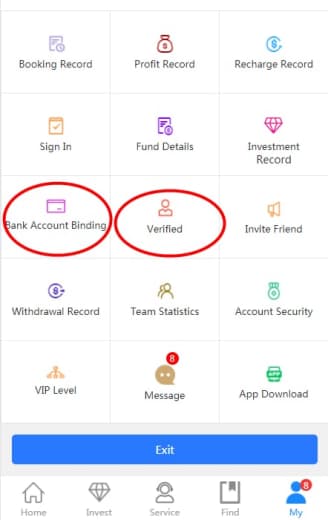 Booking Record
Profit Record
Recharge Record
Sign In
Fund Details
Investment
Record
Bank Account Binding
Verified
Invite Friend
Withdrawal Record
Team Statistics
Account Security
VIP Level
8
Message
APP
App Download
Exit
Home
Invest
Service
Find
8
My